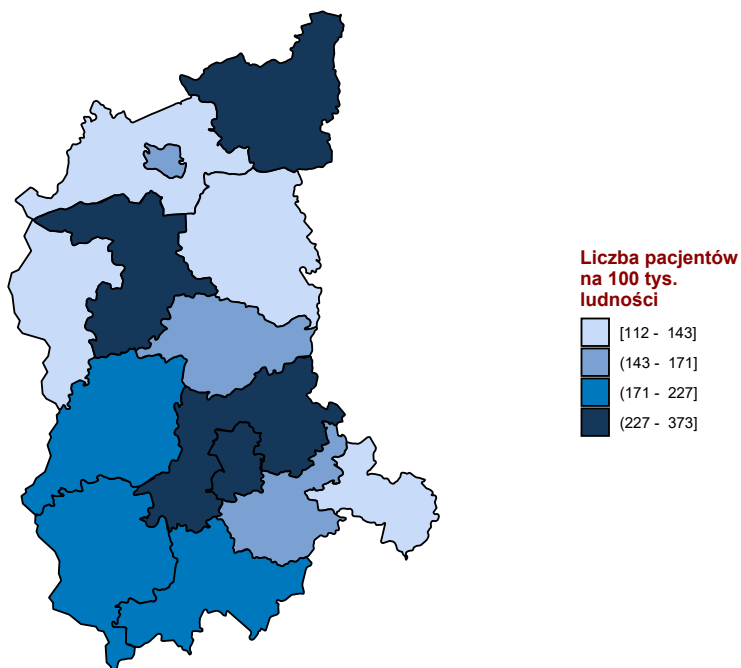 Liczba pacjentów
na 100 tys.
ludności
[112 - 143]
(143 - 171]
(171 - 227]
(227 - 373]